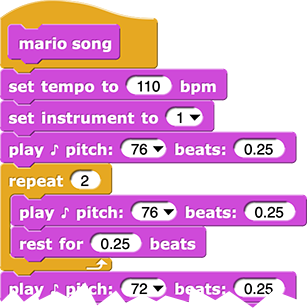 mario song
set tempo to 110 bpm
set instrument to 1
play ♪ pitch: 76 beats: 0.25
repeat 2
play ♪ pitch: 76 beats: 0.25
rest for 0.25 beats
play ♪ pitch: 72 beats: 0.25